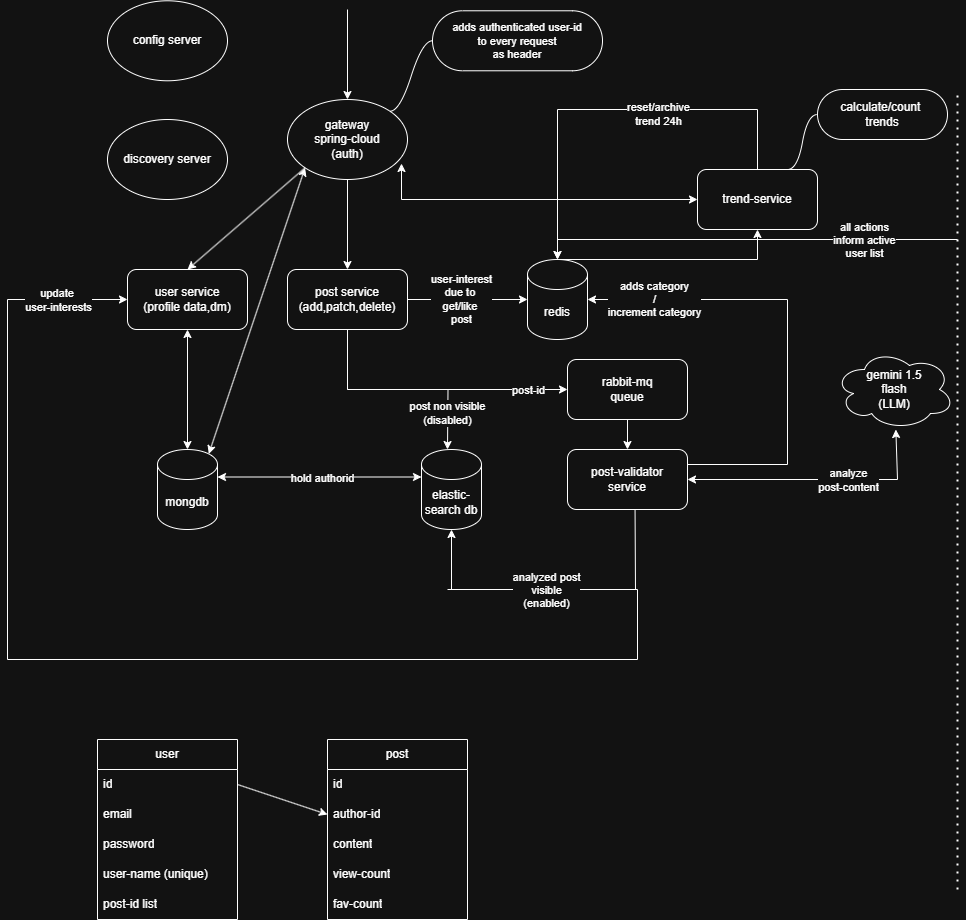 config server
adds authenticated user-id
to every request
as header
calculate/count
trends
reset/archive
trend 24h
gateway
spring-cloud
(auth)
discovery server
trend-service
all actions
inform active
user list
update
user-interests
user service
(profile data,dm)
post service
(add,patch,delete)
user-interest
due to
get/like
post
redis
adds category
/
increment category
rabbit-mq
queue
gemini 1.5
flash
(LLM)
post-id
post non visible
(disabled)
mongdb
hold authorid
elastic-
search db
post-validator
service
analyze
post-content
analyzed post
visible
(enabled)
user
id
email
password
user-name (unique)
post-id list
post
id
author-id
content
view-count
fav-count